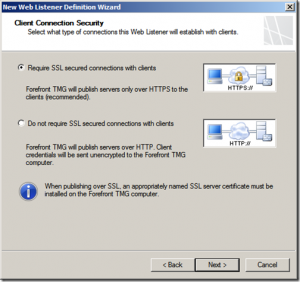 New Web Listener Definition Wizard
Client Connection Security
Select what type of connections this Web Listener will establish with clients.
Require SSL secured connections with clients
Forefront TMG will publish servers only over HTTPS to the
clients (recommended).
HTTPS://
Do not require SSL secured connections with clients
Forefront TMG will publish servers over HTTP. Client
credentials will be sent unencrypted to the Forefront TMG
computer.
HTTP://
When publishing over SSL, an appropriately named SSL server certificate must be
installed on the Forefront TMG computer.
< Back
Next >
Cancel